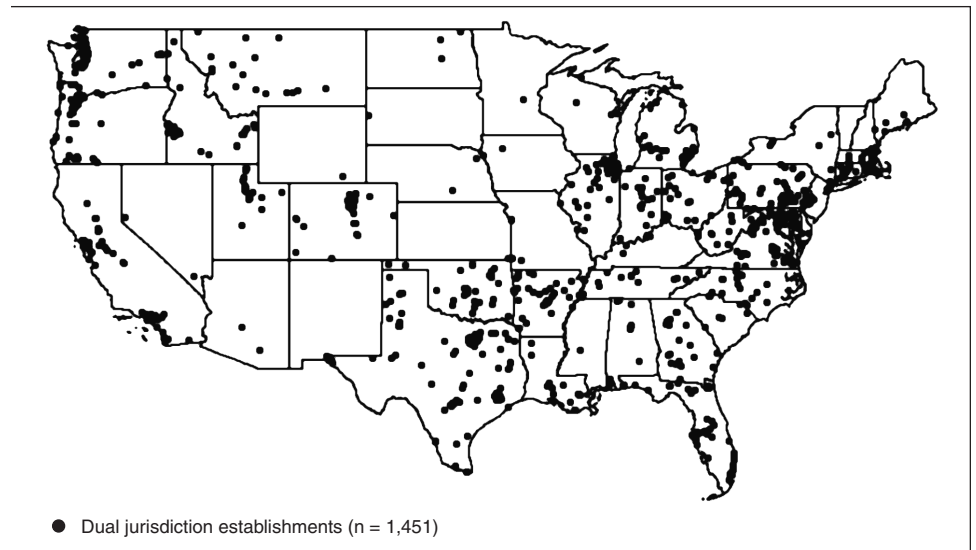 Dual jurisdiction establishments (n = 1,451)